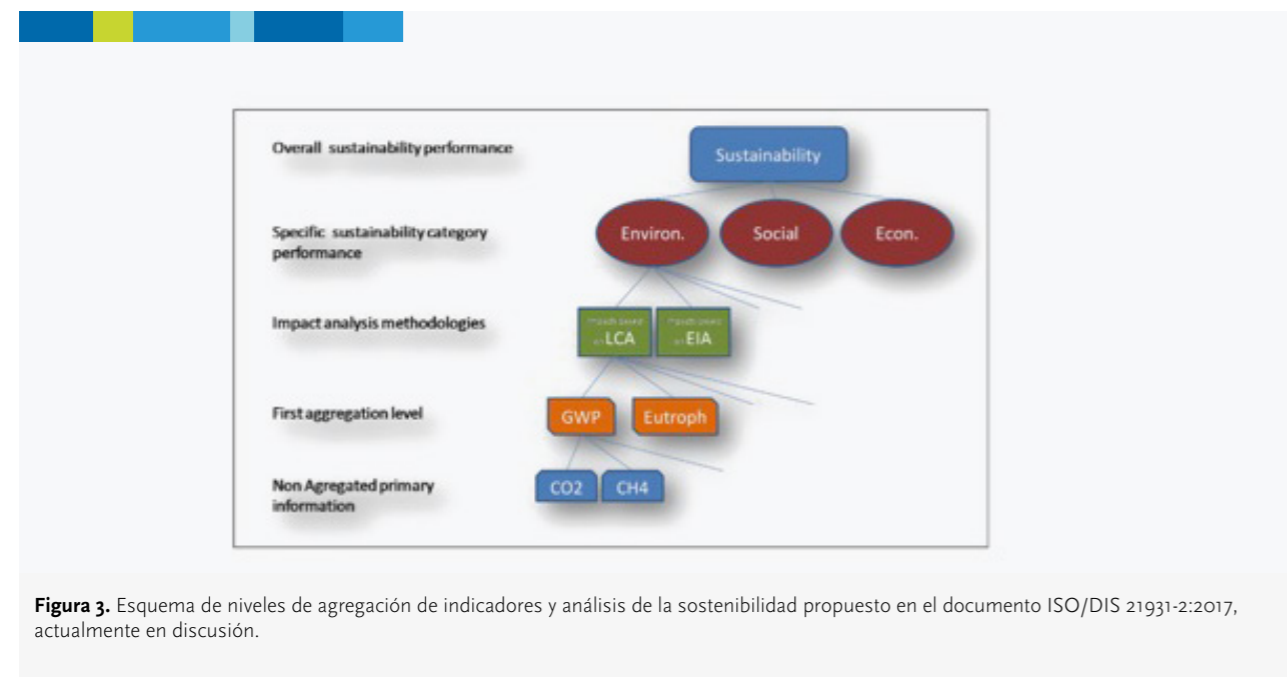 Overall sustainability performance
Sustainability
Specific sustainability category
performance
Environ.
Social
Econ.
Impact analysis methodologies
LCA
EIA
First aggregation level
GWP
Eutroph
Non Agregated primary
information
CO2
CH4
Figura 3. Esquema de niveles de agregación de indicadores y análisis de la sostenibilidad propuesto en el documento ISO/DIS 21931-2:2017,
actualmente en discusión.